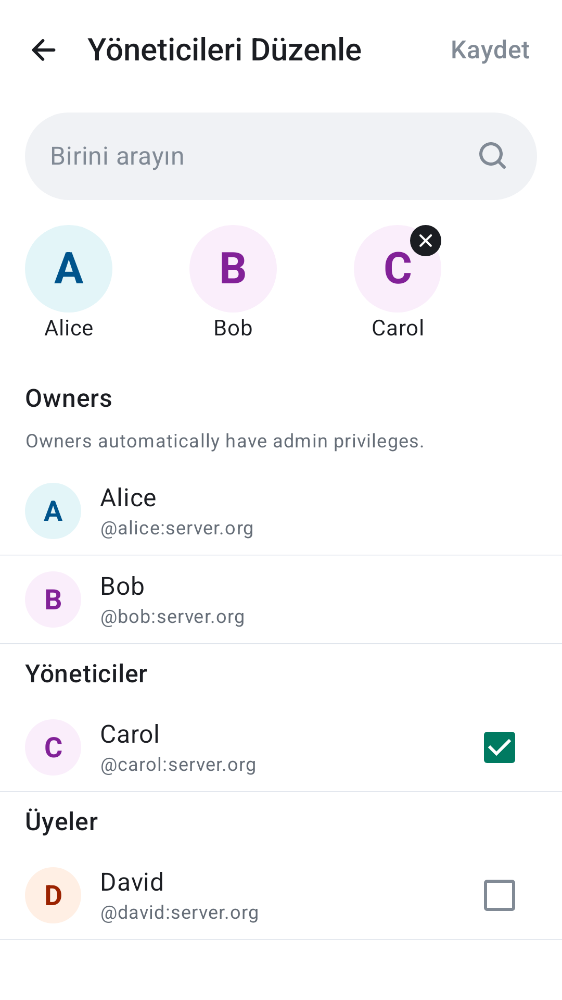 Yöneticileri Düzenle
Kaydet
Birini arayın
A
B
C
Alice
Bob
Carol
Owners
Owners automatically have admin privileges.
A
Alice
@alice:server.org
B
Bob
@bob:server.org
Yöneticiler
C
Carol
@carol:server.org
Üyeler
D
David
@david:server.org